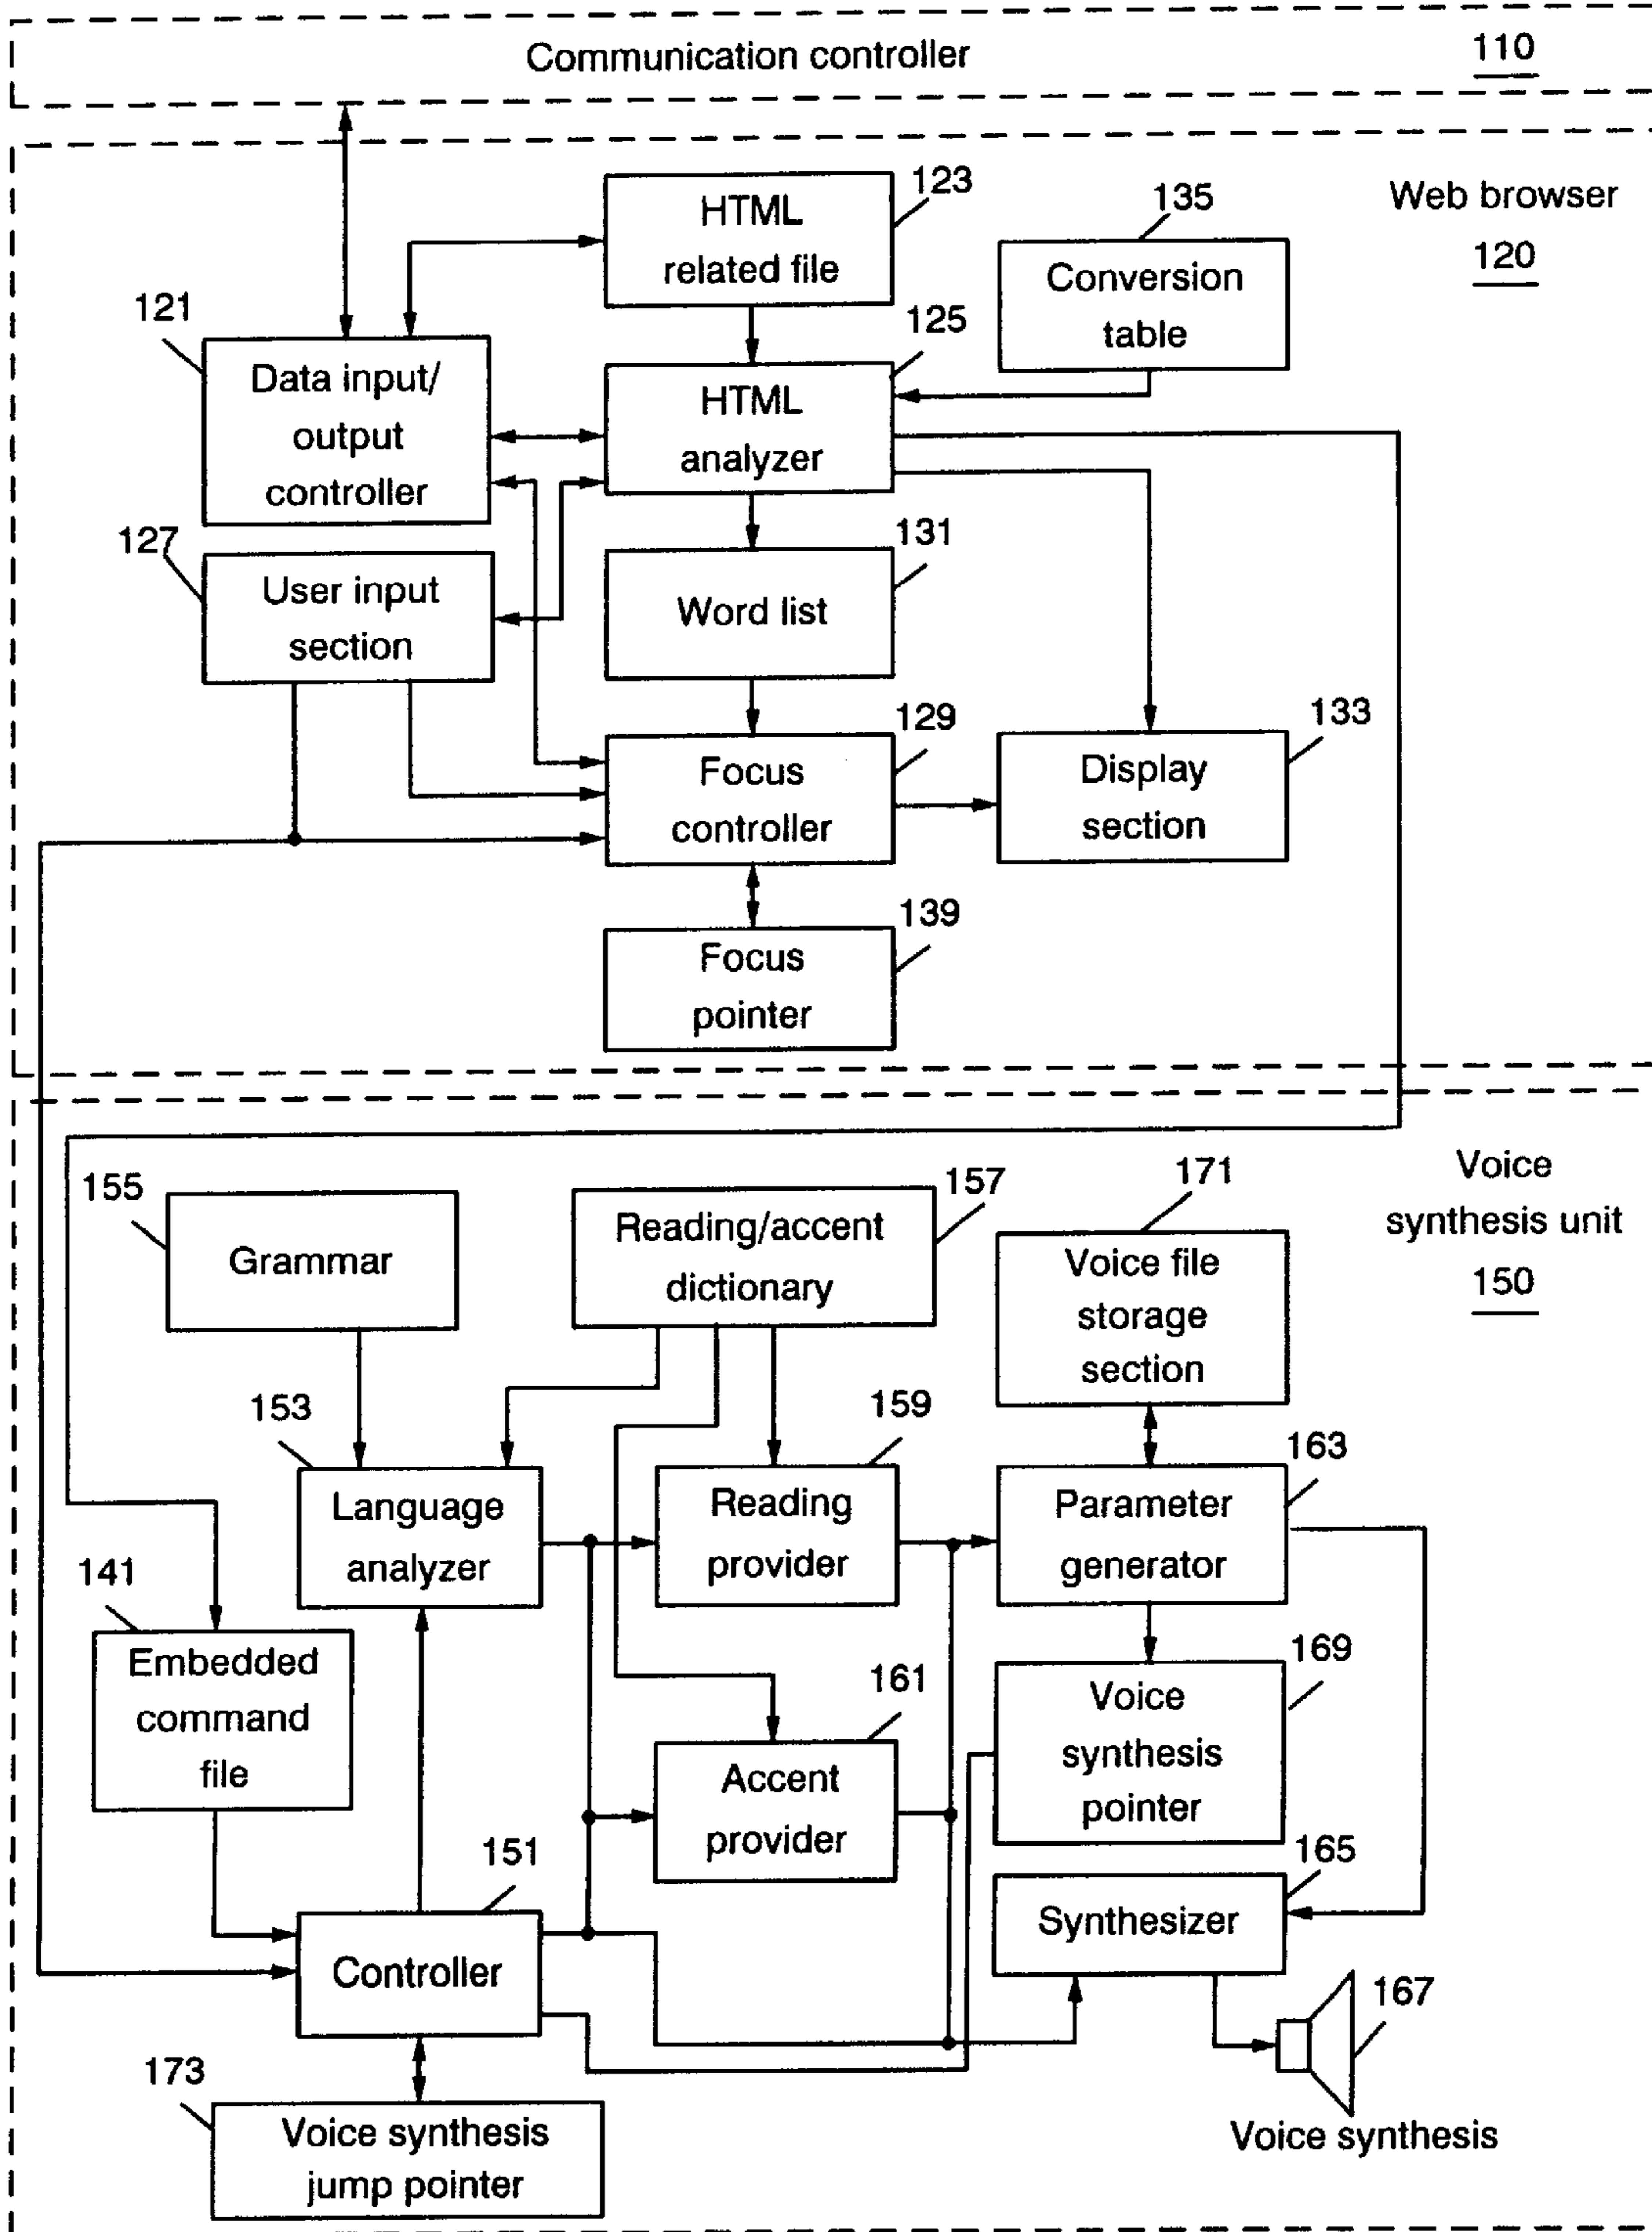 Communication controller
110
Web browser
120
123
HTML
related file
135
Conversion
table
121
Data input/
output
controller
125
HTML
analyzer
127
User input
section
131
Word list
129
Focus
controller
133
Display
section
139
Focus
pointer
Voice
synthesis unit
150
155
Grammar
157
Reading/accent
dictionary
171
Voice file
storage
section
153
Language
analyzer
159
Reading
provider
163
Parameter
generator
141
Embedded
command
file
161
Accent
provider
169
Voice
synthesis
pointer
151
Controller
165
Synthesizer
167
Voice synthesis
173
Voice synthesis
jump pointer